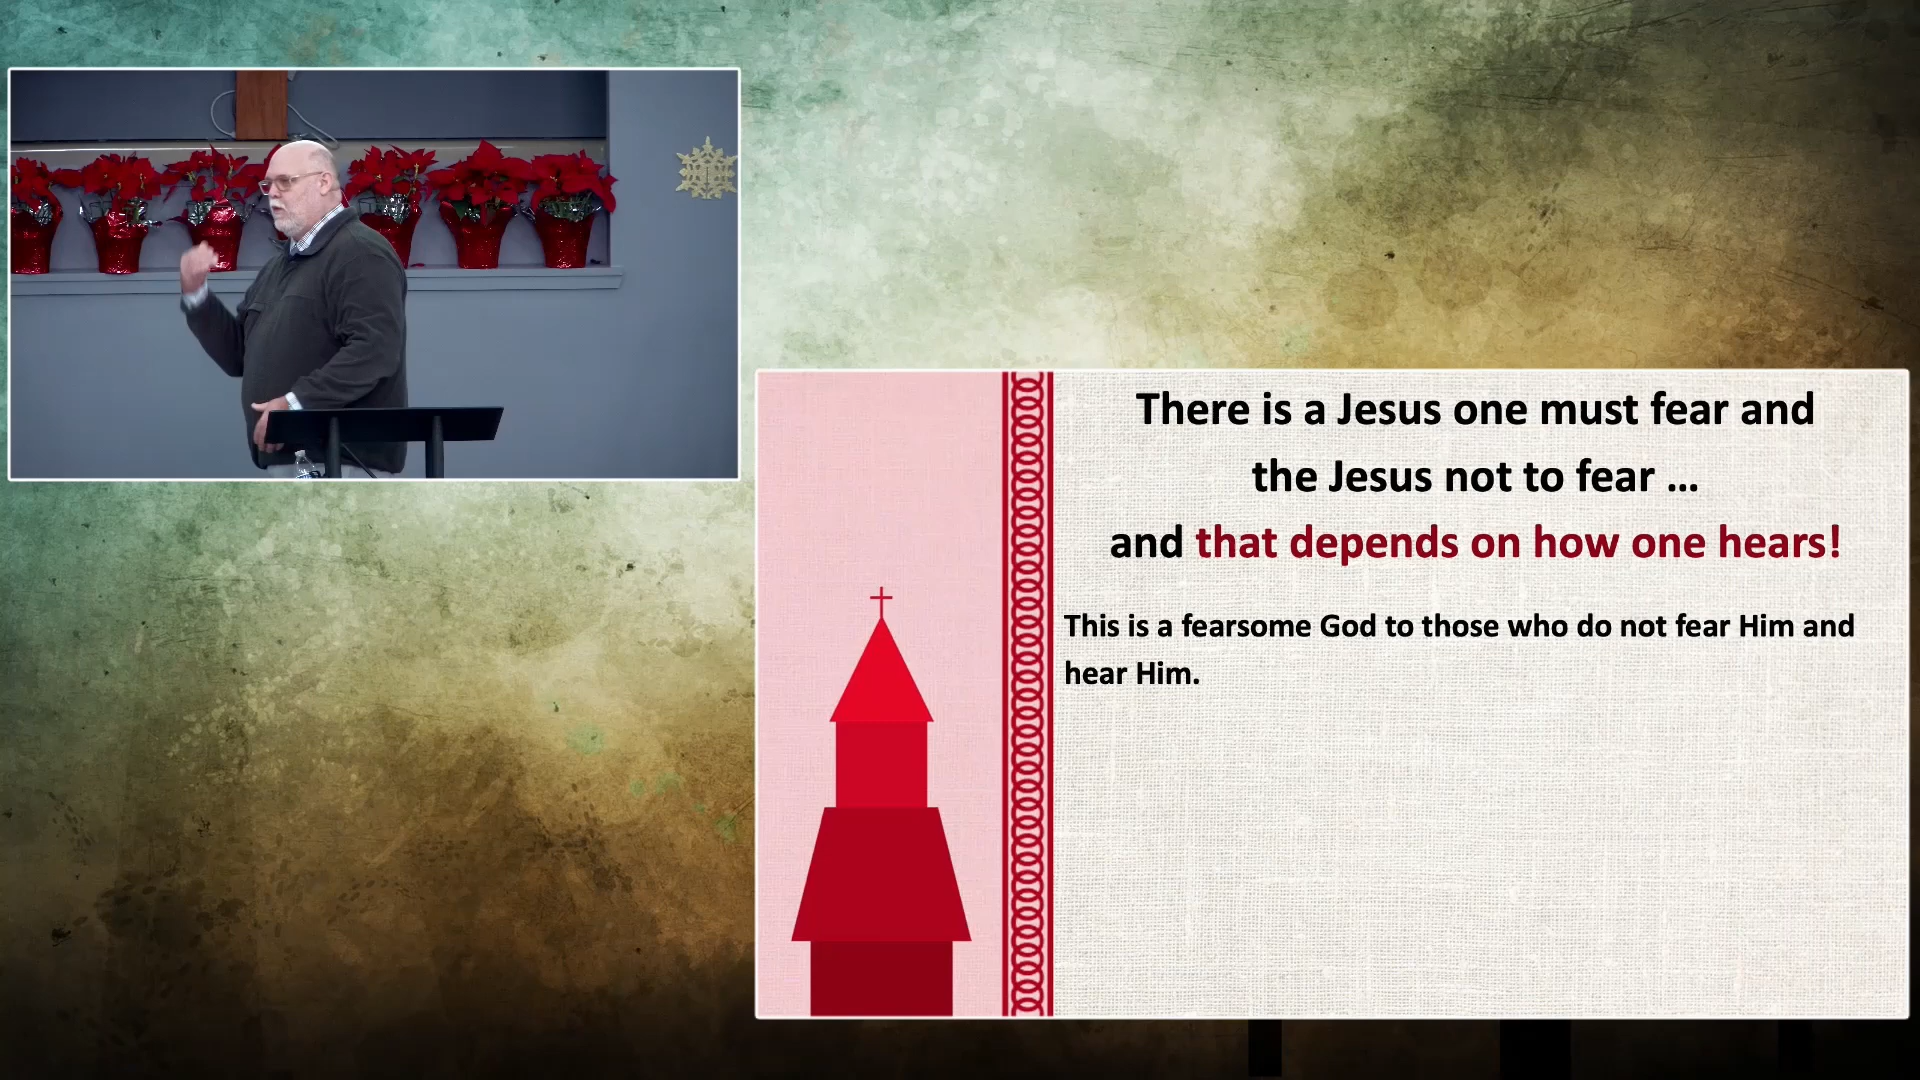 There is a Jesus one must fear and
the Jesus not to fear ...
and that depends on how one hears!
This is a fearsome God to those who do not fear Him and
hear Him.